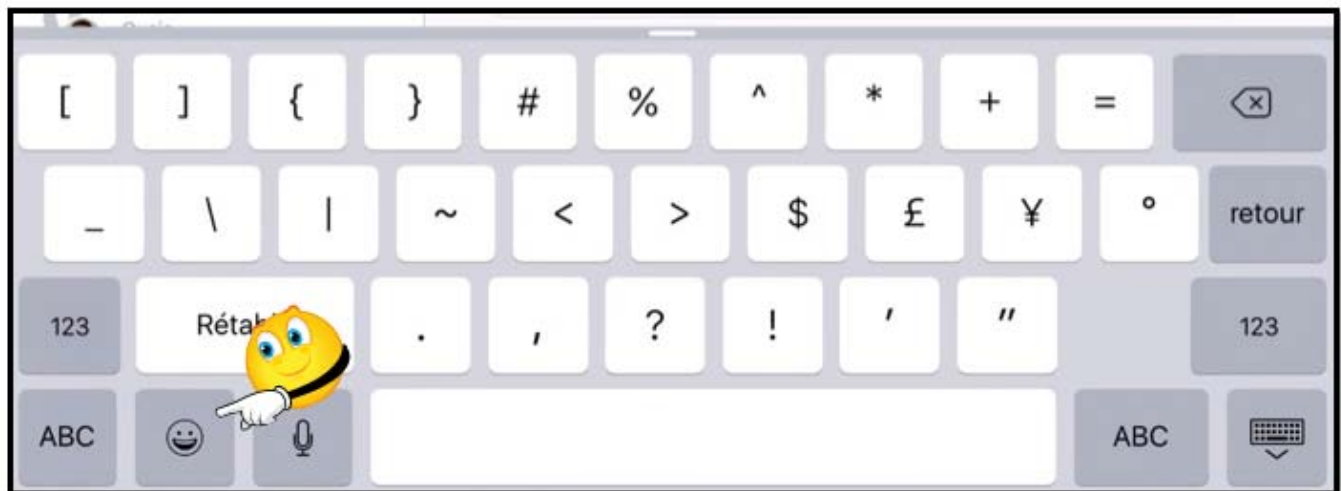 [ ] { } # % ^ * + =
_ \ | ~ < > $ £ ¥ ° retour
123 . , ? ! ' " 123
ABC ABC